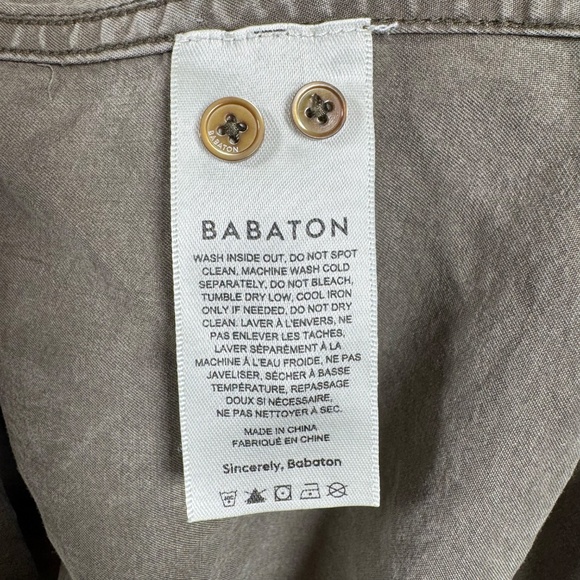 BABATON
BABATON
WASH INSIDE OUT, DO NOT SPOT
CLEAN, MACHINE WASH COLD
SEPARATELY, DO NOT BLEACH,
TUMBLE DRY LOW, COOL IRON
ONLY IF NEEDED, DO NOT DRY
CLEAN. LAVER À L'ENVERS, NE
PAS ENLEVER LES TACHES,
LAVER SÉPARÉMENT À LA
MACHINE À L'EAU FROIDE, NE PAS
JAVELISER, SÉCHER À BASSE
TEMPÉRATURE, REPASSAGE
DOUX SI NÉCESSAIRE,
NE PAS NETTOYER À SEC.
MADE IN CHINA
FABRIQUÉ EN CHINE
Sincerely, Babaton